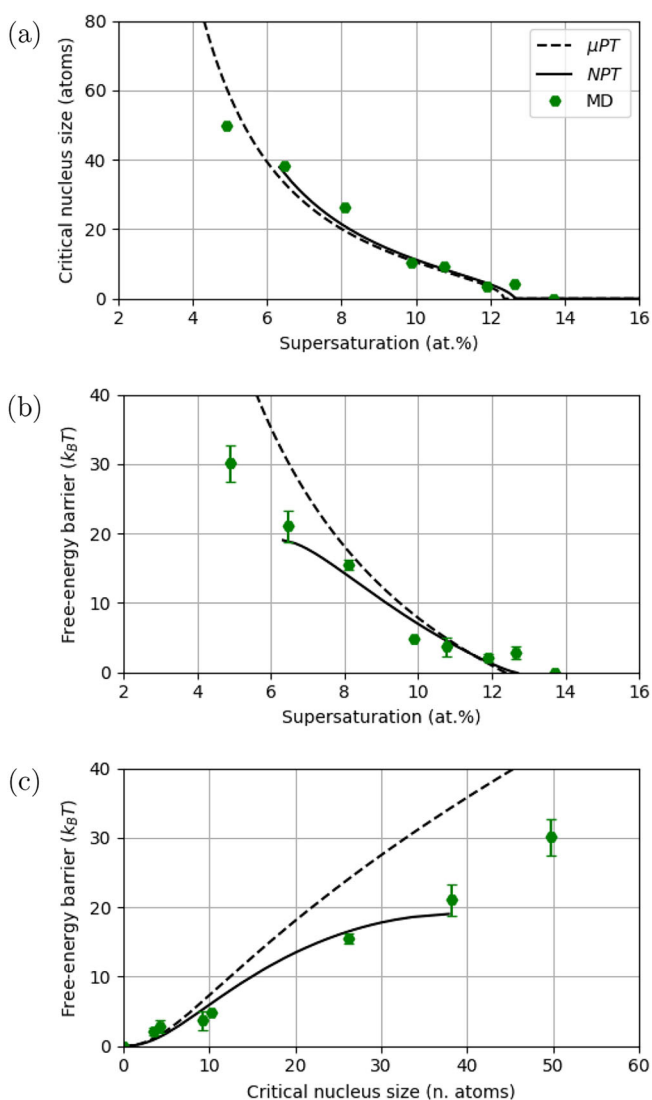 (a)
80
60
40
20
0
Critical nucleus size (atoms)
μPT
NPT
MD
2 4 6 8 10 12 14 16
Supersaturation (at.%)
(b)
40
30
20
10
0
Free-energy barrier (k_BT)
2 4 6 8 10 12 14 16
Supersaturation (at.%)
(c)
40
30
20
10
0
Free-energy barrier (k_BT)
0 10 20 30 40 50 60
Critical nucleus size (n. atoms)